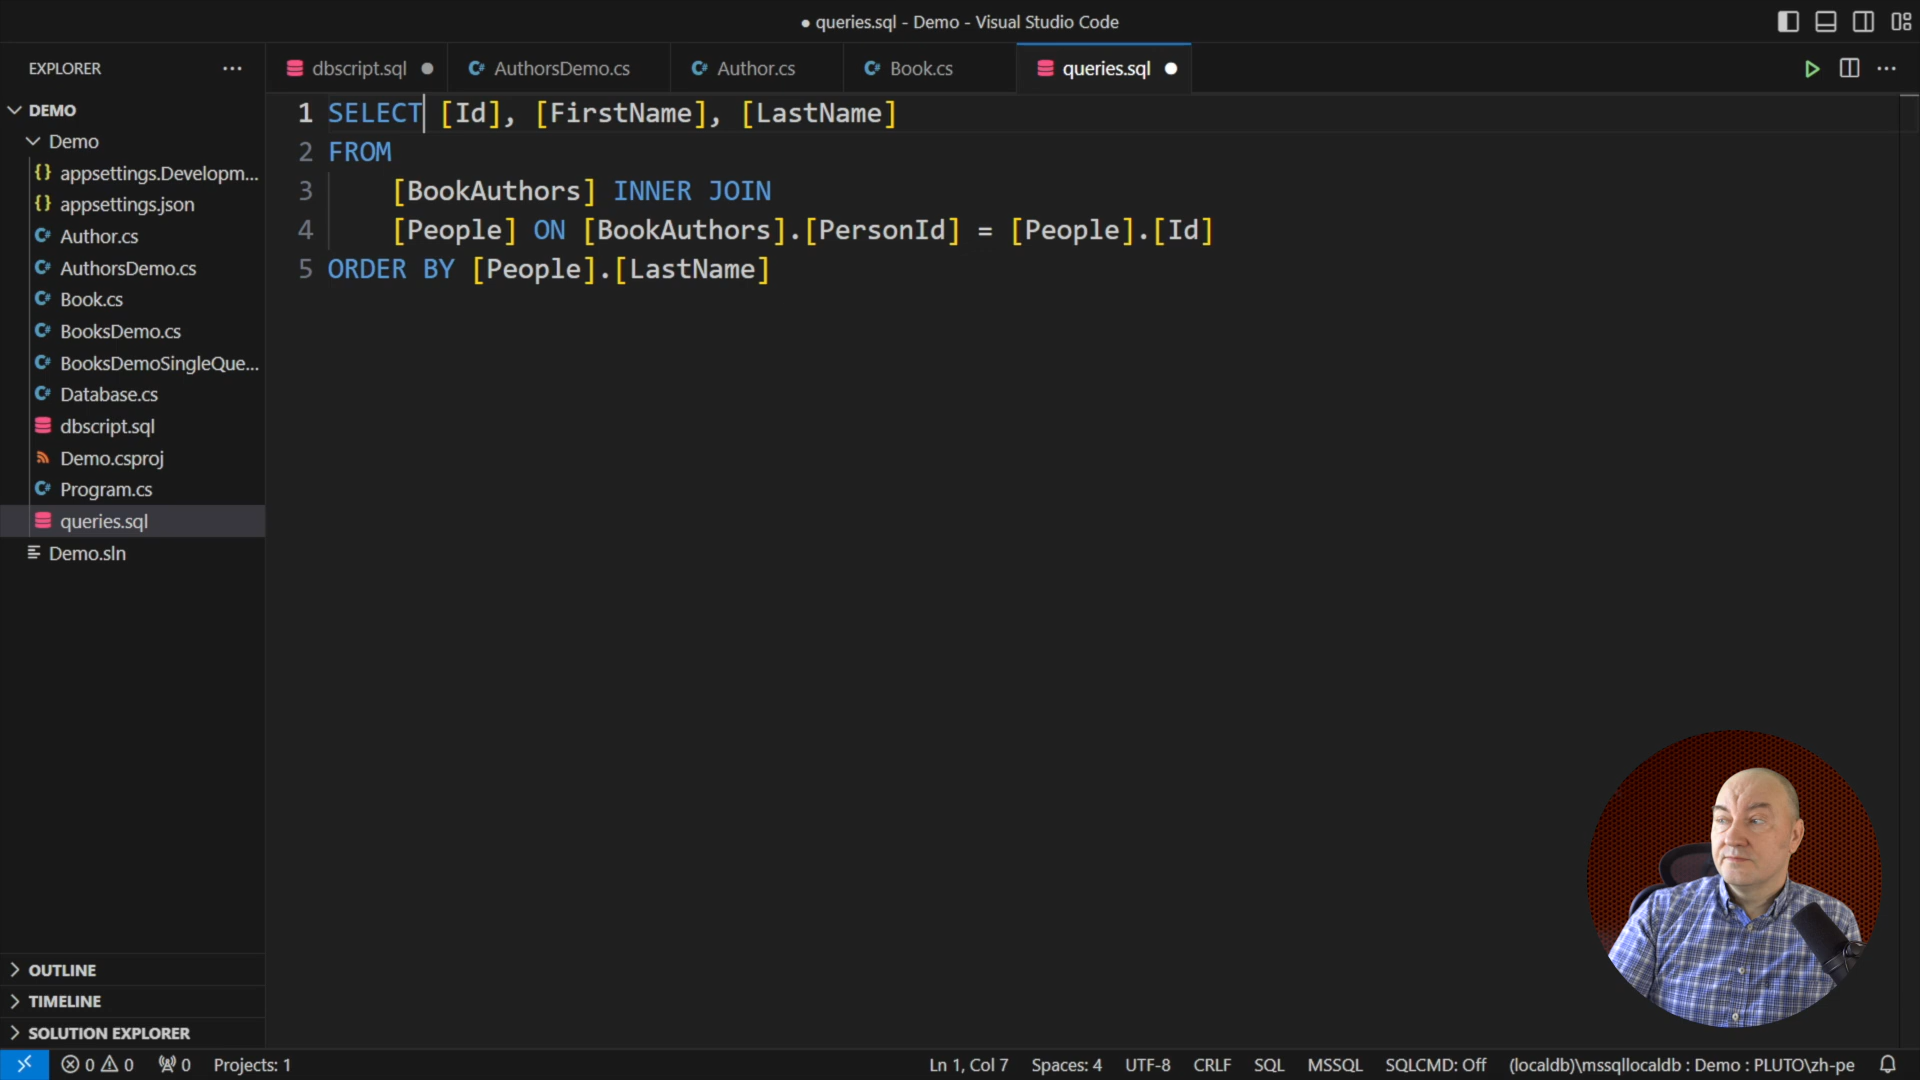 ● queries.sql - Demo - Visual Studio Code
EXPLORER
dbscript.sql
AuthorsDemo.cs
Author.cs
Book.cs
queries.sql
DEMO
Demo
appsettings.Developm...
appsettings.json
Author.cs
AuthorsDemo.cs
Book.cs
BooksDemo.cs
BooksDemoSingleQue...
Database.cs
dbscript.sql
Demo.csproj
Program.cs
queries.sql
Demo.sln
1 SELECT [Id], [FirstName], [LastName]
2 FROM
3 [BookAuthors] INNER JOIN
4 [People] ON [BookAuthors].[PersonId] = [People].[Id]
5 ORDER BY [People].[LastName]
OUTLINE
TIMELINE
SOLUTION EXPLORER
0 0 0 Projects: 1 Ln 1, Col 7 Spaces: 4 UTF-8 CRLF SQL MSSQL SQLCMD: Off (localdb)\mssqllocaldb : Demo : PLUTO\zh-pe